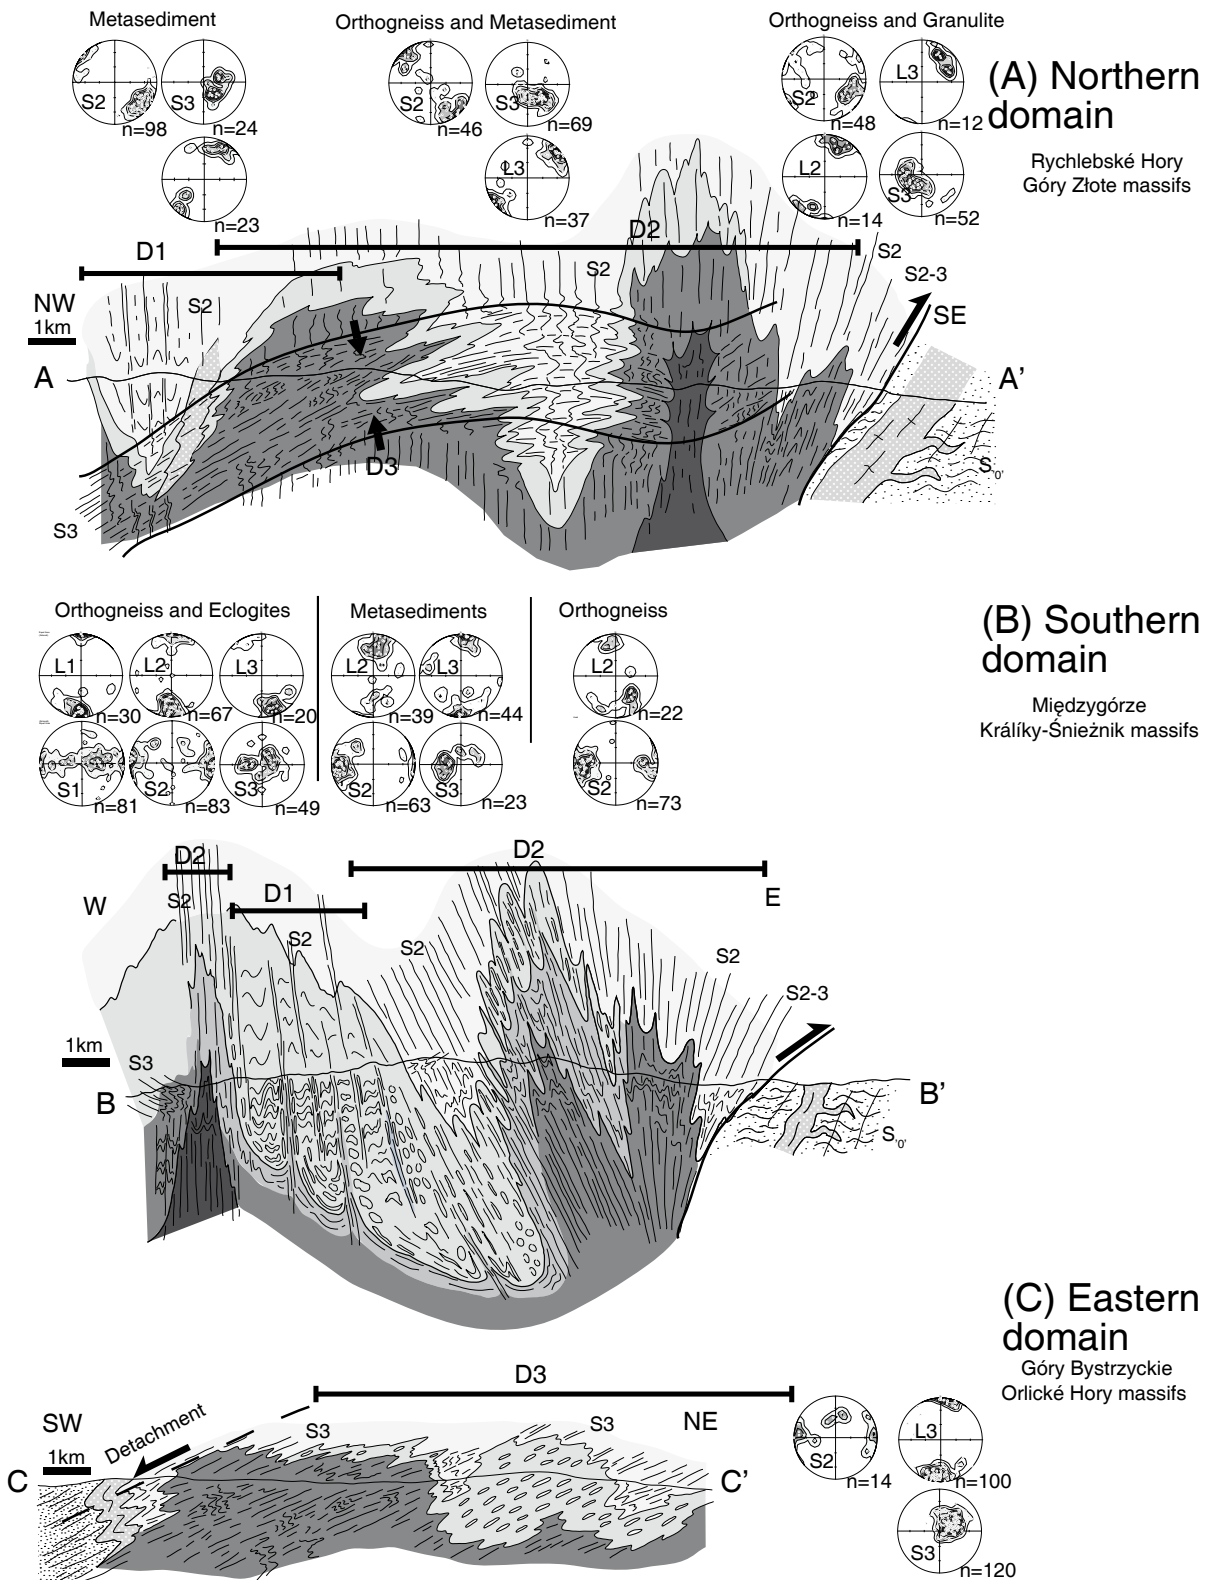 Metasediment
Orthogneiss and Metasediment
Orthogneiss and Granulite
(A) Northern
domain
Rychlebské Hory
Góry Złote massifs
S2
n=98
S3
n=24
n=23
S2
n=46
S3
n=69
L3
n=37
S2
n=48
L3
n=12
L2
n=14
S3
n=52
D1
D2
S2
S2-3
NW
1km
S2
S2
SE
A
A'
D3
S3
S'0'
Orthogneiss and Eclogites
Metasediments
Orthogneiss
(B) Southern
domain
Międzygórze
Králíky-Śnieżnik massifs
L1
n=30
L2
n=67
L3
n=20
L2
n=39
L3
n=44
L2
n=22
S1
n=81
S2
n=83
S3
n=49
S2
n=63
S3
n=23
S2
n=73
D2
D2
D1
W
E
S2
S2
S2
S2
S2-3
1km
S3
B
B'
S'0'
(C) Eastern
domain
Góry Bystrzyckie
Orlické Hory massifs
D3
SW
NE
Detachment
S3
S3
1km
C
C'
S2
n=14
L3
n=100
S3
n=120